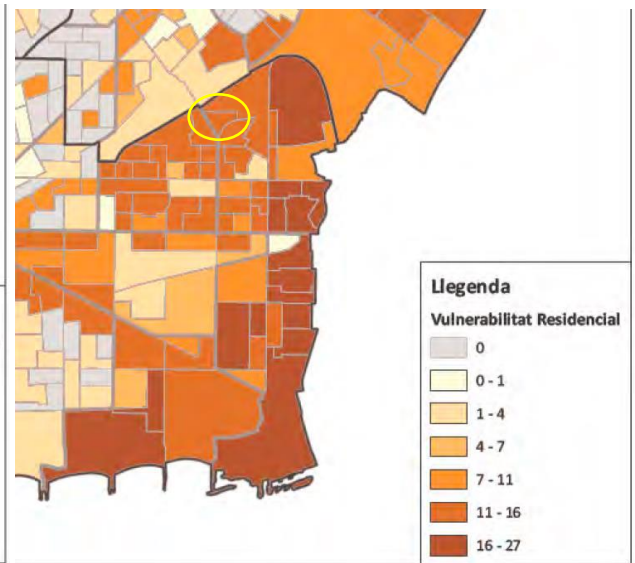 Llegenda
Vulnerabilitat Residencial
0
0 - 1
1 - 4
4 - 7
7 - 11
11 - 16
16 - 27